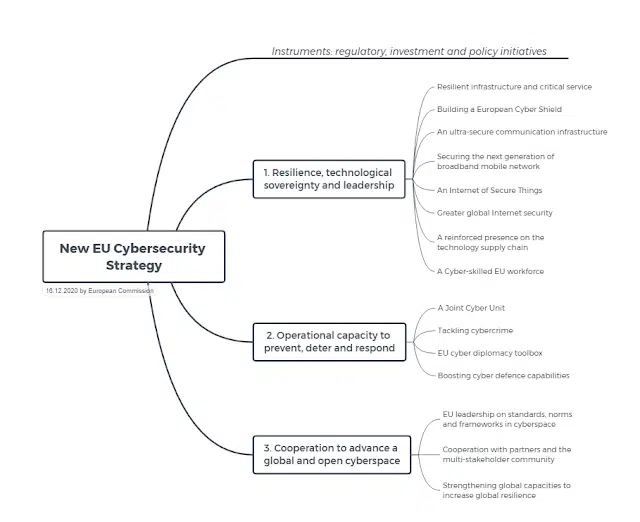 Instruments: regulatory, investment and policy initiatives
Resilient infrastructure and critical service
Building a European Cyber Shield
An ultra-secure communication infrastructure
Securing the next generation of
broadband mobile network
An Internet of Secure Things
Greater global Internet security
A reinforced presence on the
technology supply chain
A Cyber-skilled EU workforce
1. Resilience, technological
sovereignty and leadership
New EU Cybersecurity
Strategy
16.12.2020 by European Commission
2. Operational capacity to
prevent, deter and respond
A Joint Cyber Unit
Tackling cybercrime
EU cyber diplomacy toolbox
Boosting cyber defence capabilities
3. Cooperation to advance a
global and open cyberspace
EU leadership on standards, norms
and frameworks in cyberspace
Cooperation with partners and the
multi-stakeholder community
Strengthening global capacities to
increase global resilience